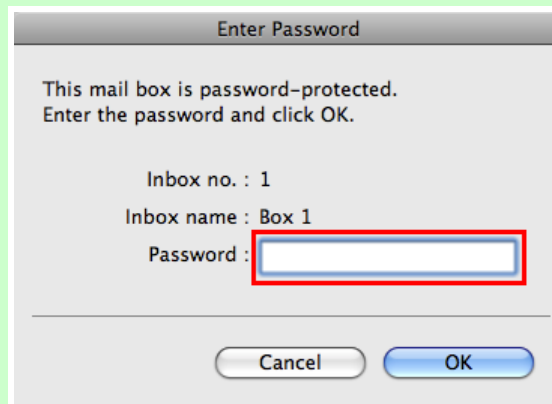 Enter Password
This mail box is password-protected.
Enter the password and click OK.
Inbox no. : 1
Inbox name : Box 1
Password :
Cancel OK